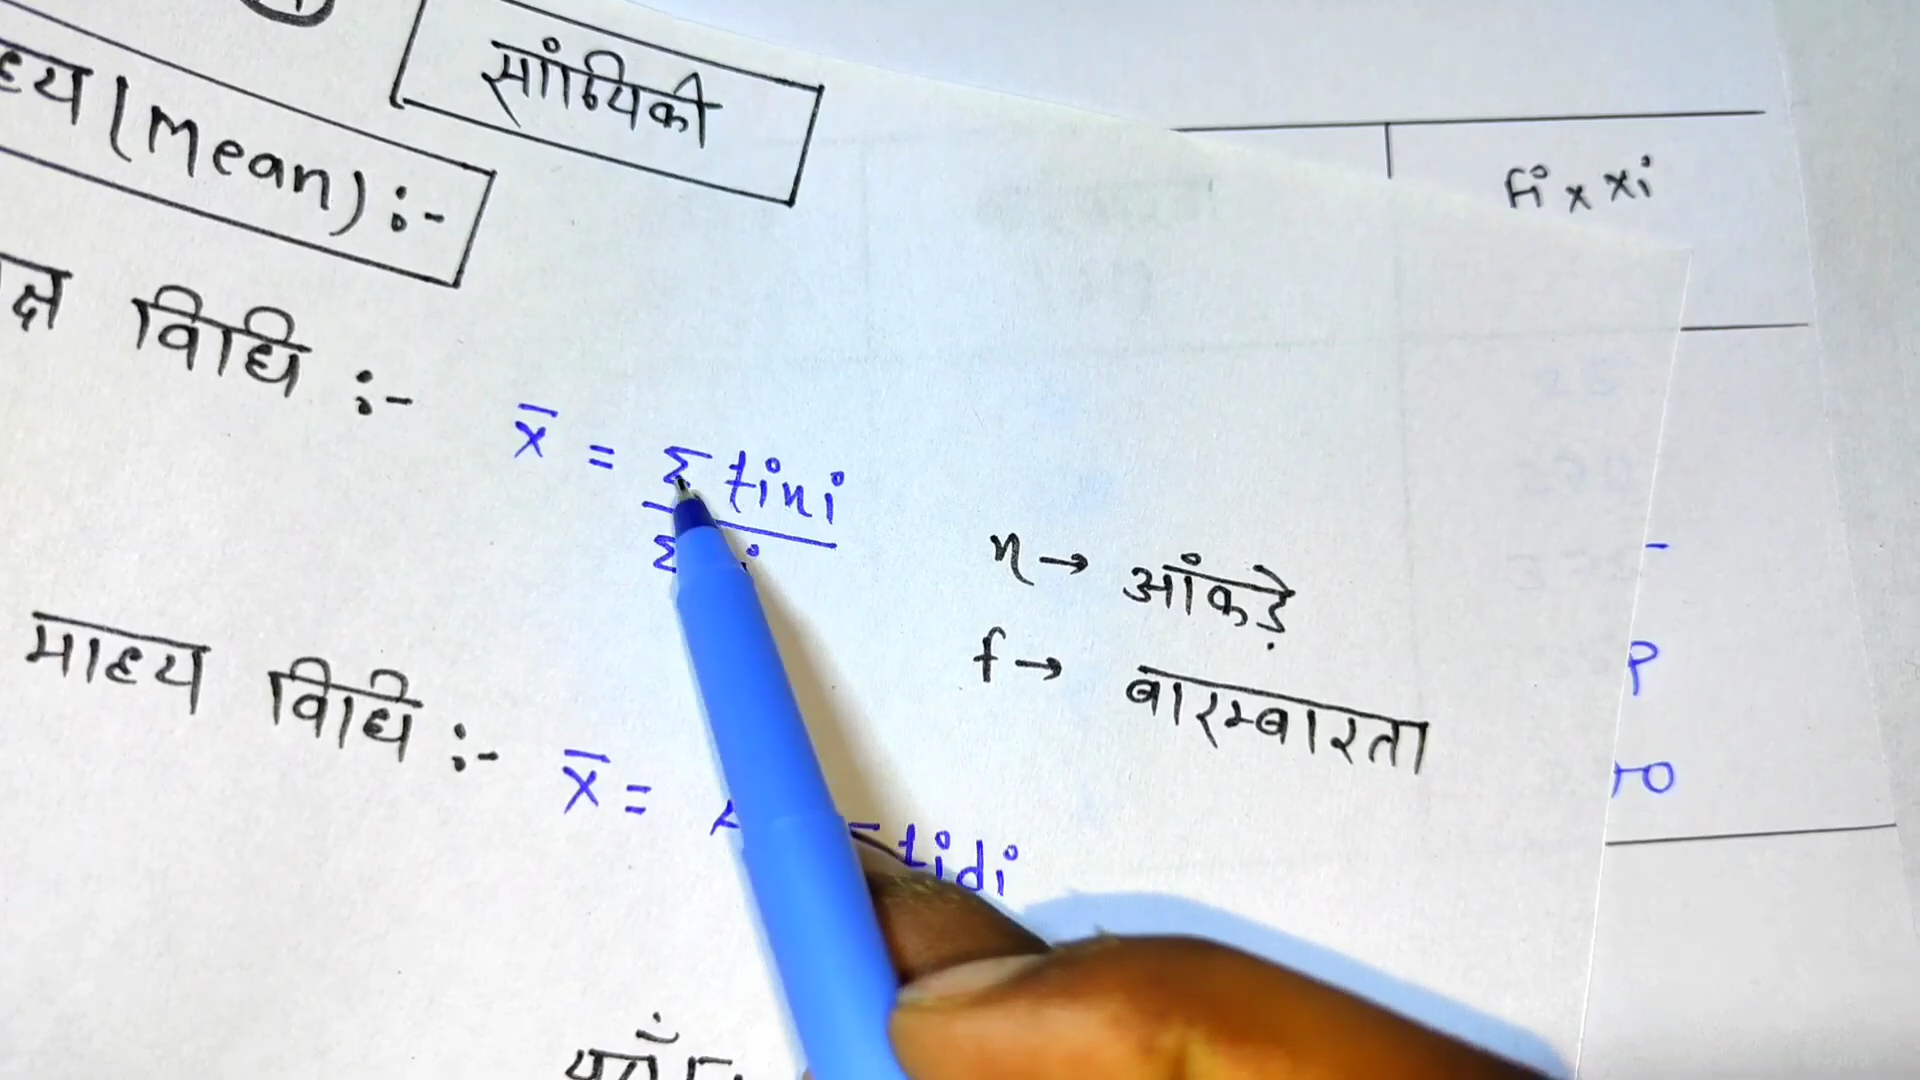 सांख्यिकी
ध्य (Mean) :-
Fi x xi
क्ष विधि :- x̄ = Σ fixi
Σ i
x → आंकड़े
f → बारम्बारता
माध्य विधि :- x̄ = fidi